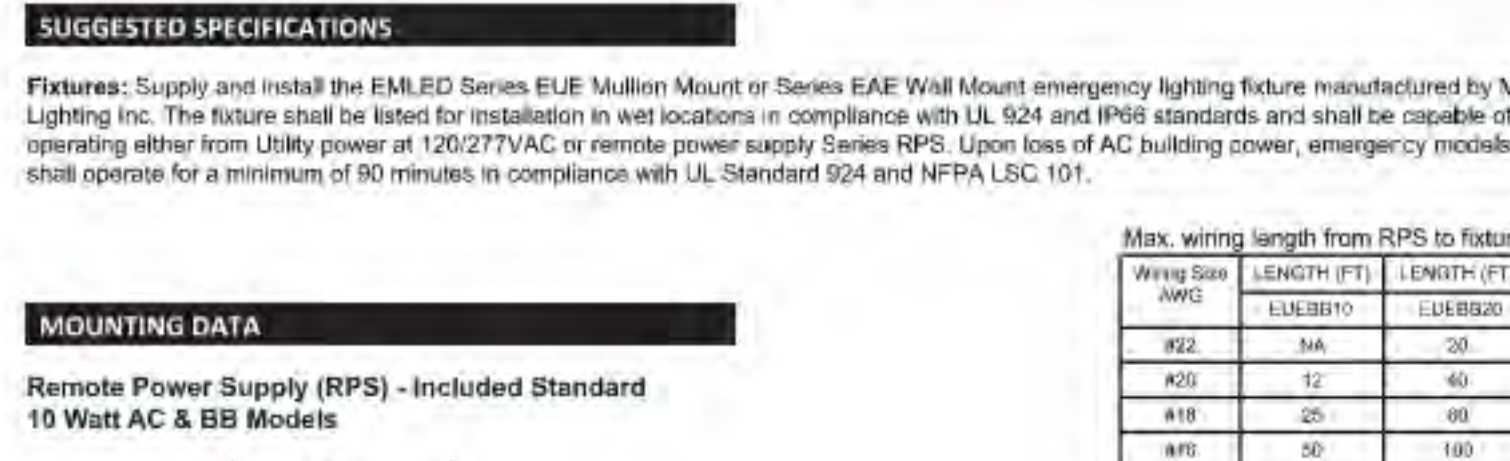 SUGGESTED SPECIFICATIONS
Fixtures: Supply and install the EMLED Series EUE Mullion Mount or Series EAE Wall Mount emergency lighting fixture manufactured by
Lighting Inc. The fixture shall be listed for installation in wet locations in compliance with UL 924 and IP66 standards and shall be capable of
operating either from Utility power at 120/277VAC or remote power supply Series RPS. Upon loss of AC building power, emergency models
shall operate for a minimum of 90 minutes in compliance with UL Standard 924 and NFPA LSC 101.
Max. wiring length from RPS to
Wiring Size LENGTH (FT) LENGTH (FT
AWG EUEBB10 EUEBB20
#22 NA 20
#20 12 40
#18 25 60
50 100
MOUNTING DATA
Remote Power Supply (RPS) - Included Standard
10 Watt AC & BB Models